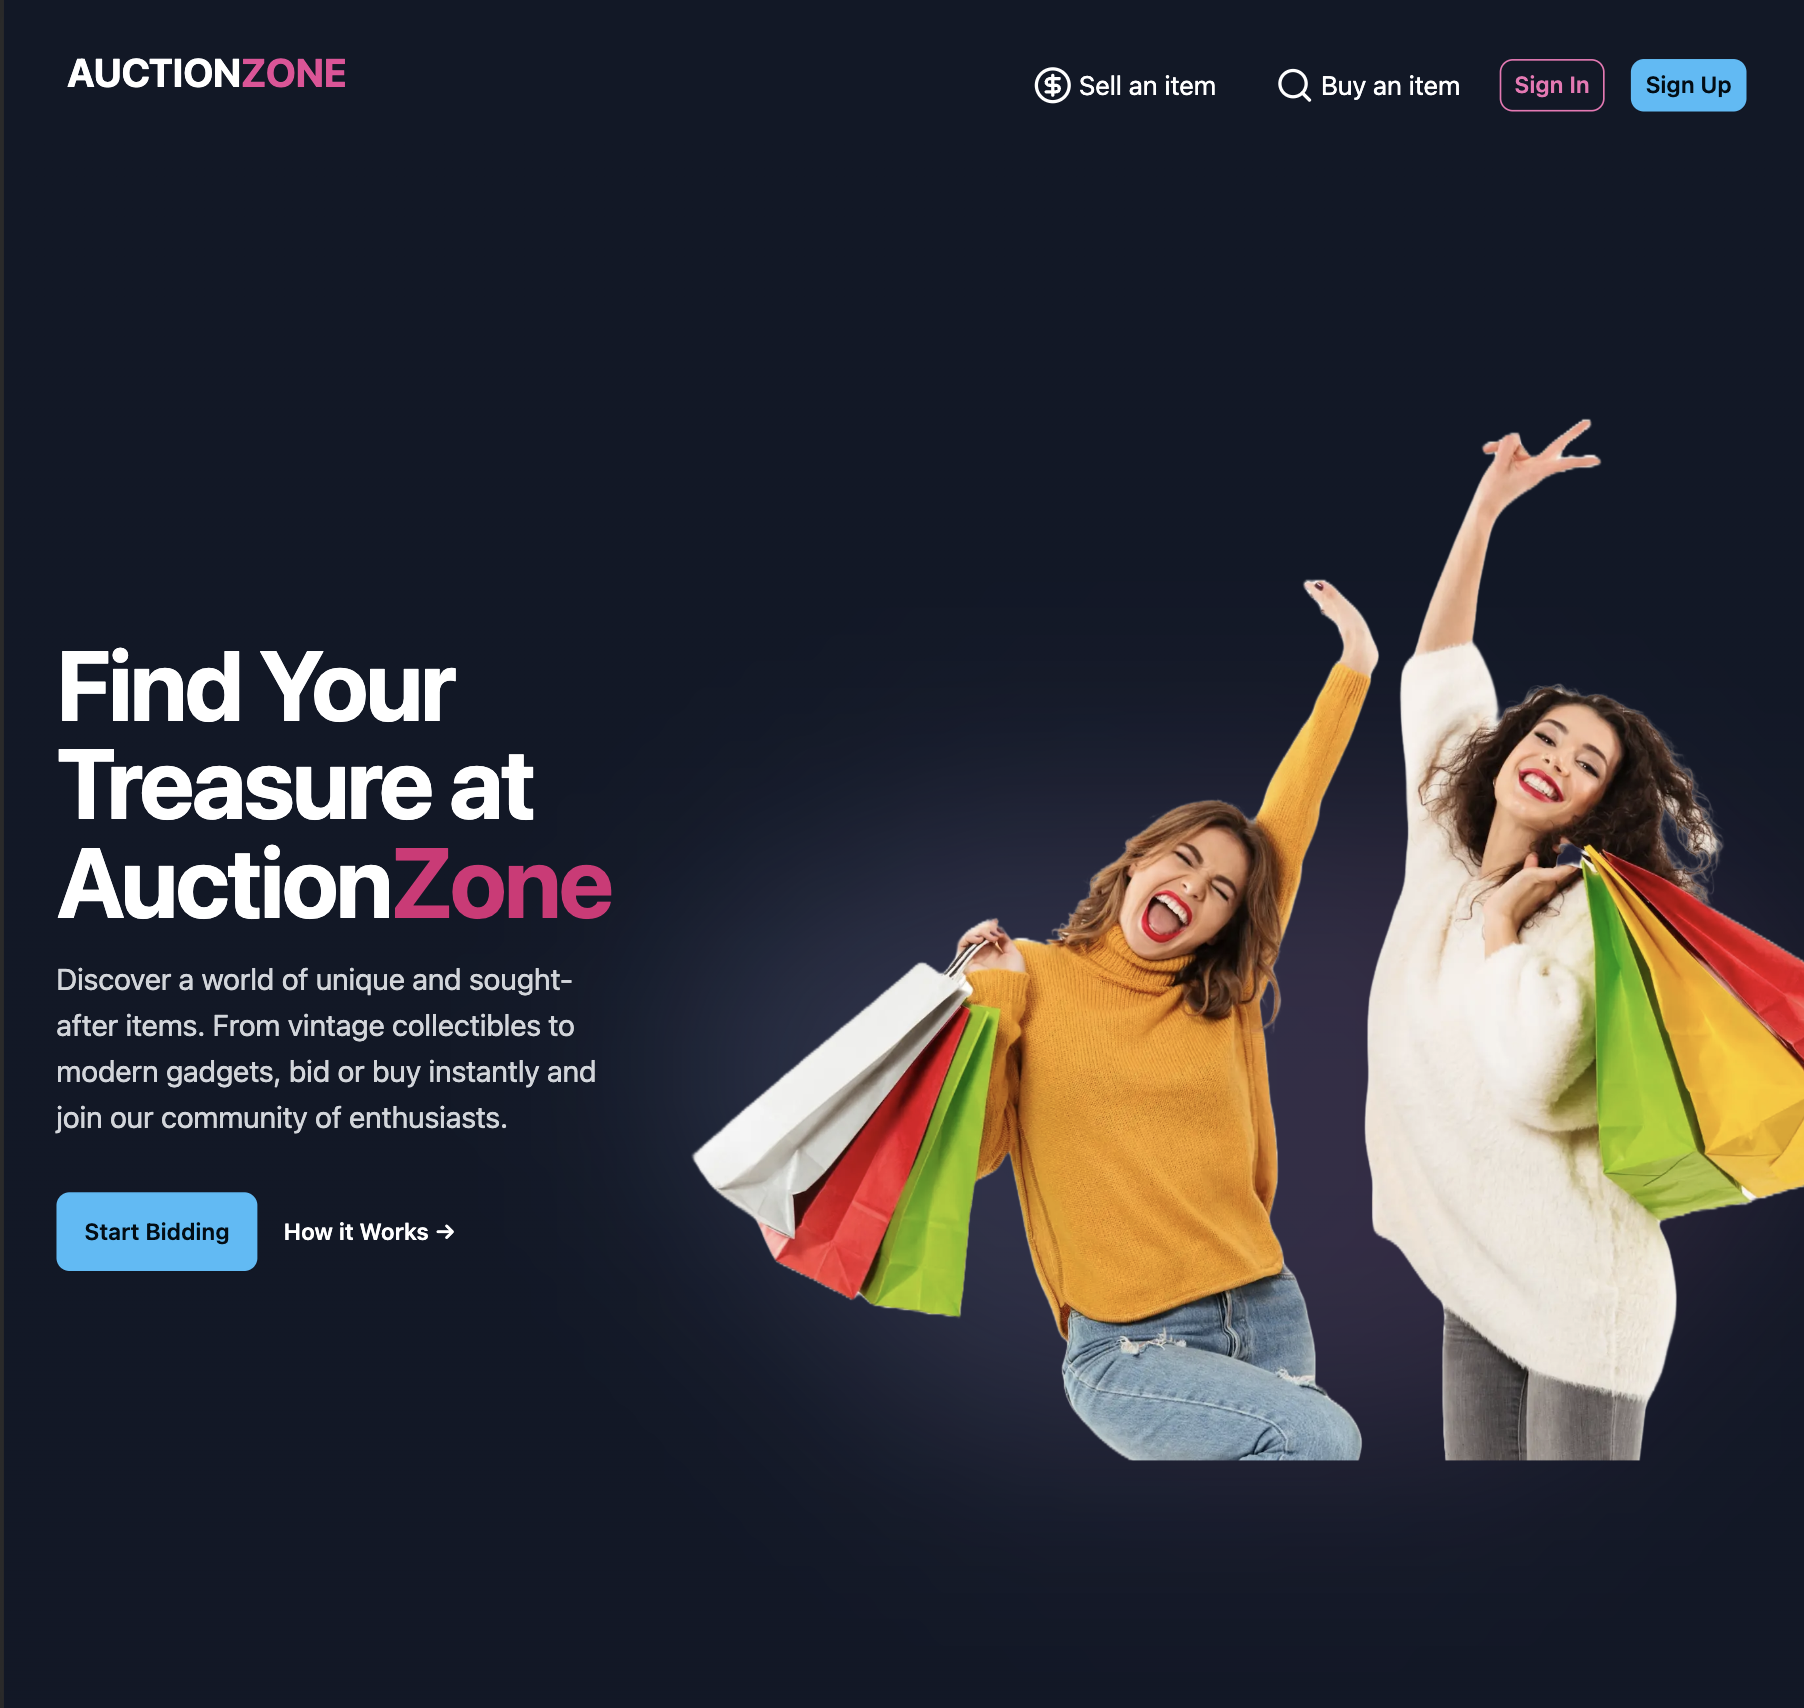 AUCTIONZONE
Sell an item
Buy an item
Sign In
Sign Up
Find Your
Treasure at
AuctionZone
Discover a world of unique and sought-
after items. From vintage collectibles to
modern gadgets, bid or buy instantly and
join our community of enthusiasts.
Start Bidding
How it Works →